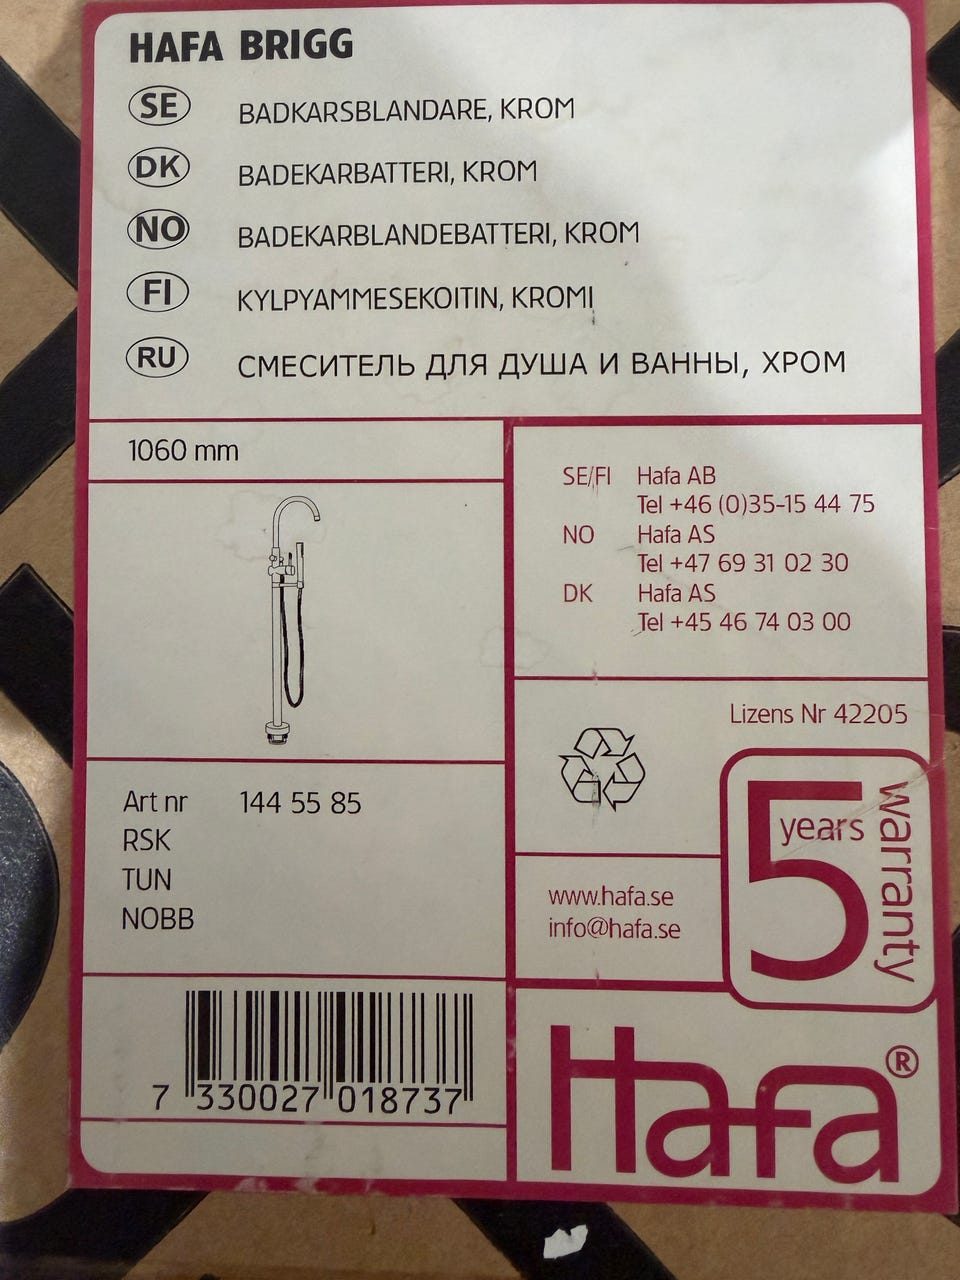 HAFA BRIGG
SE BADKARSBLANDARE, KROM
DK BADEKARBATTERI, KROM
NO BADEKARBLANDEBATTERI, KROM
FI KYLPYAMMESEKOITIN, KROMI
RU СМЕСИТЕЛЬ ДЛЯ ДУША И ВАННЫ, ХРОМ
1060 mm
SE/FI Hafa AB
Tel +46 (0)35-15 44 75
NO Hafa AS
Tel +47 69 31 02 30
DK Hafa AS
Tel +45 46 74 03 00
Lizens Nr 42205
5 years warranty
Art nr 144 55 85
RSK
TUN
NOBB
www.hafa.se
info@hafa.se
7 330027 018737
Hafa®